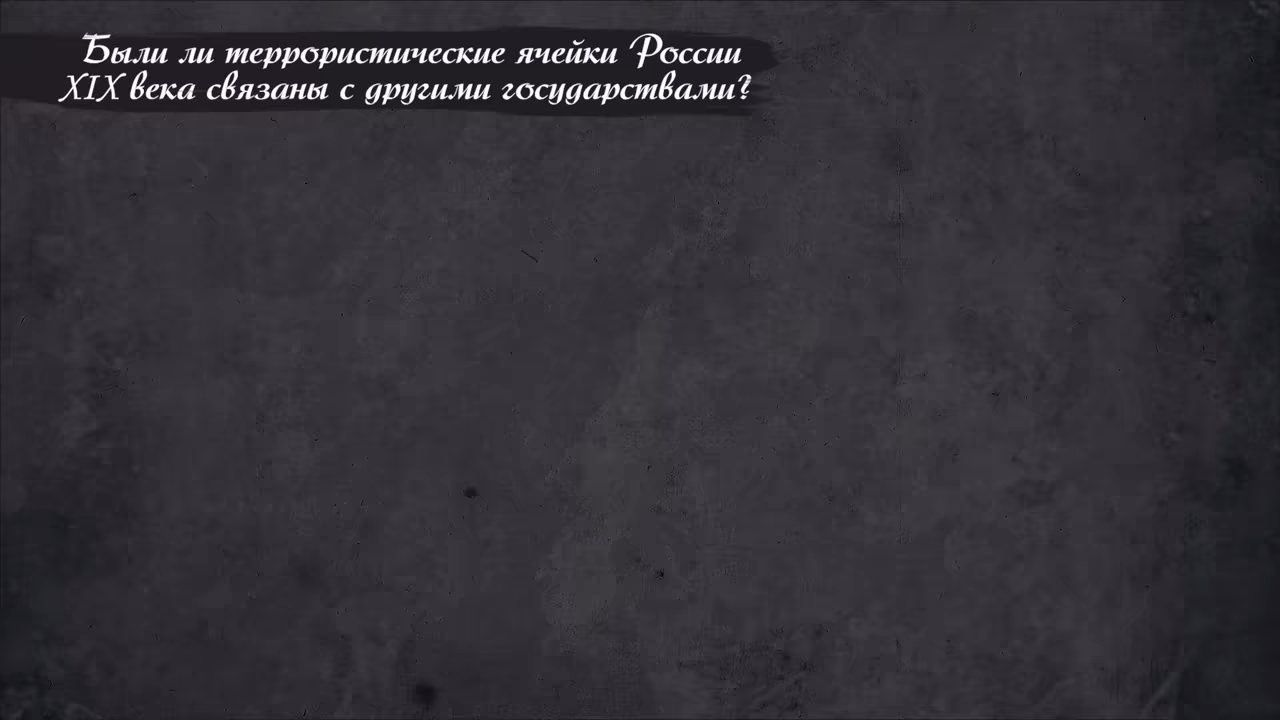 Были ли террористические ячейки России
XIX века связаны с другими государствами?